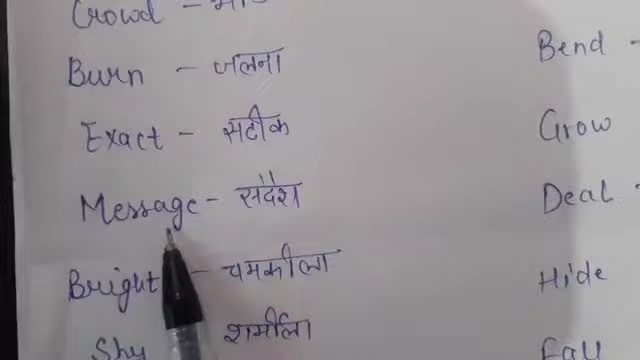 Crowd - भीड़
Burn - जलना
Exact - सटीक
Message - संदेश
Bright - चमकीला
Shy शर्मीला
Bend -
Grow
Deal -
Hide
Fall